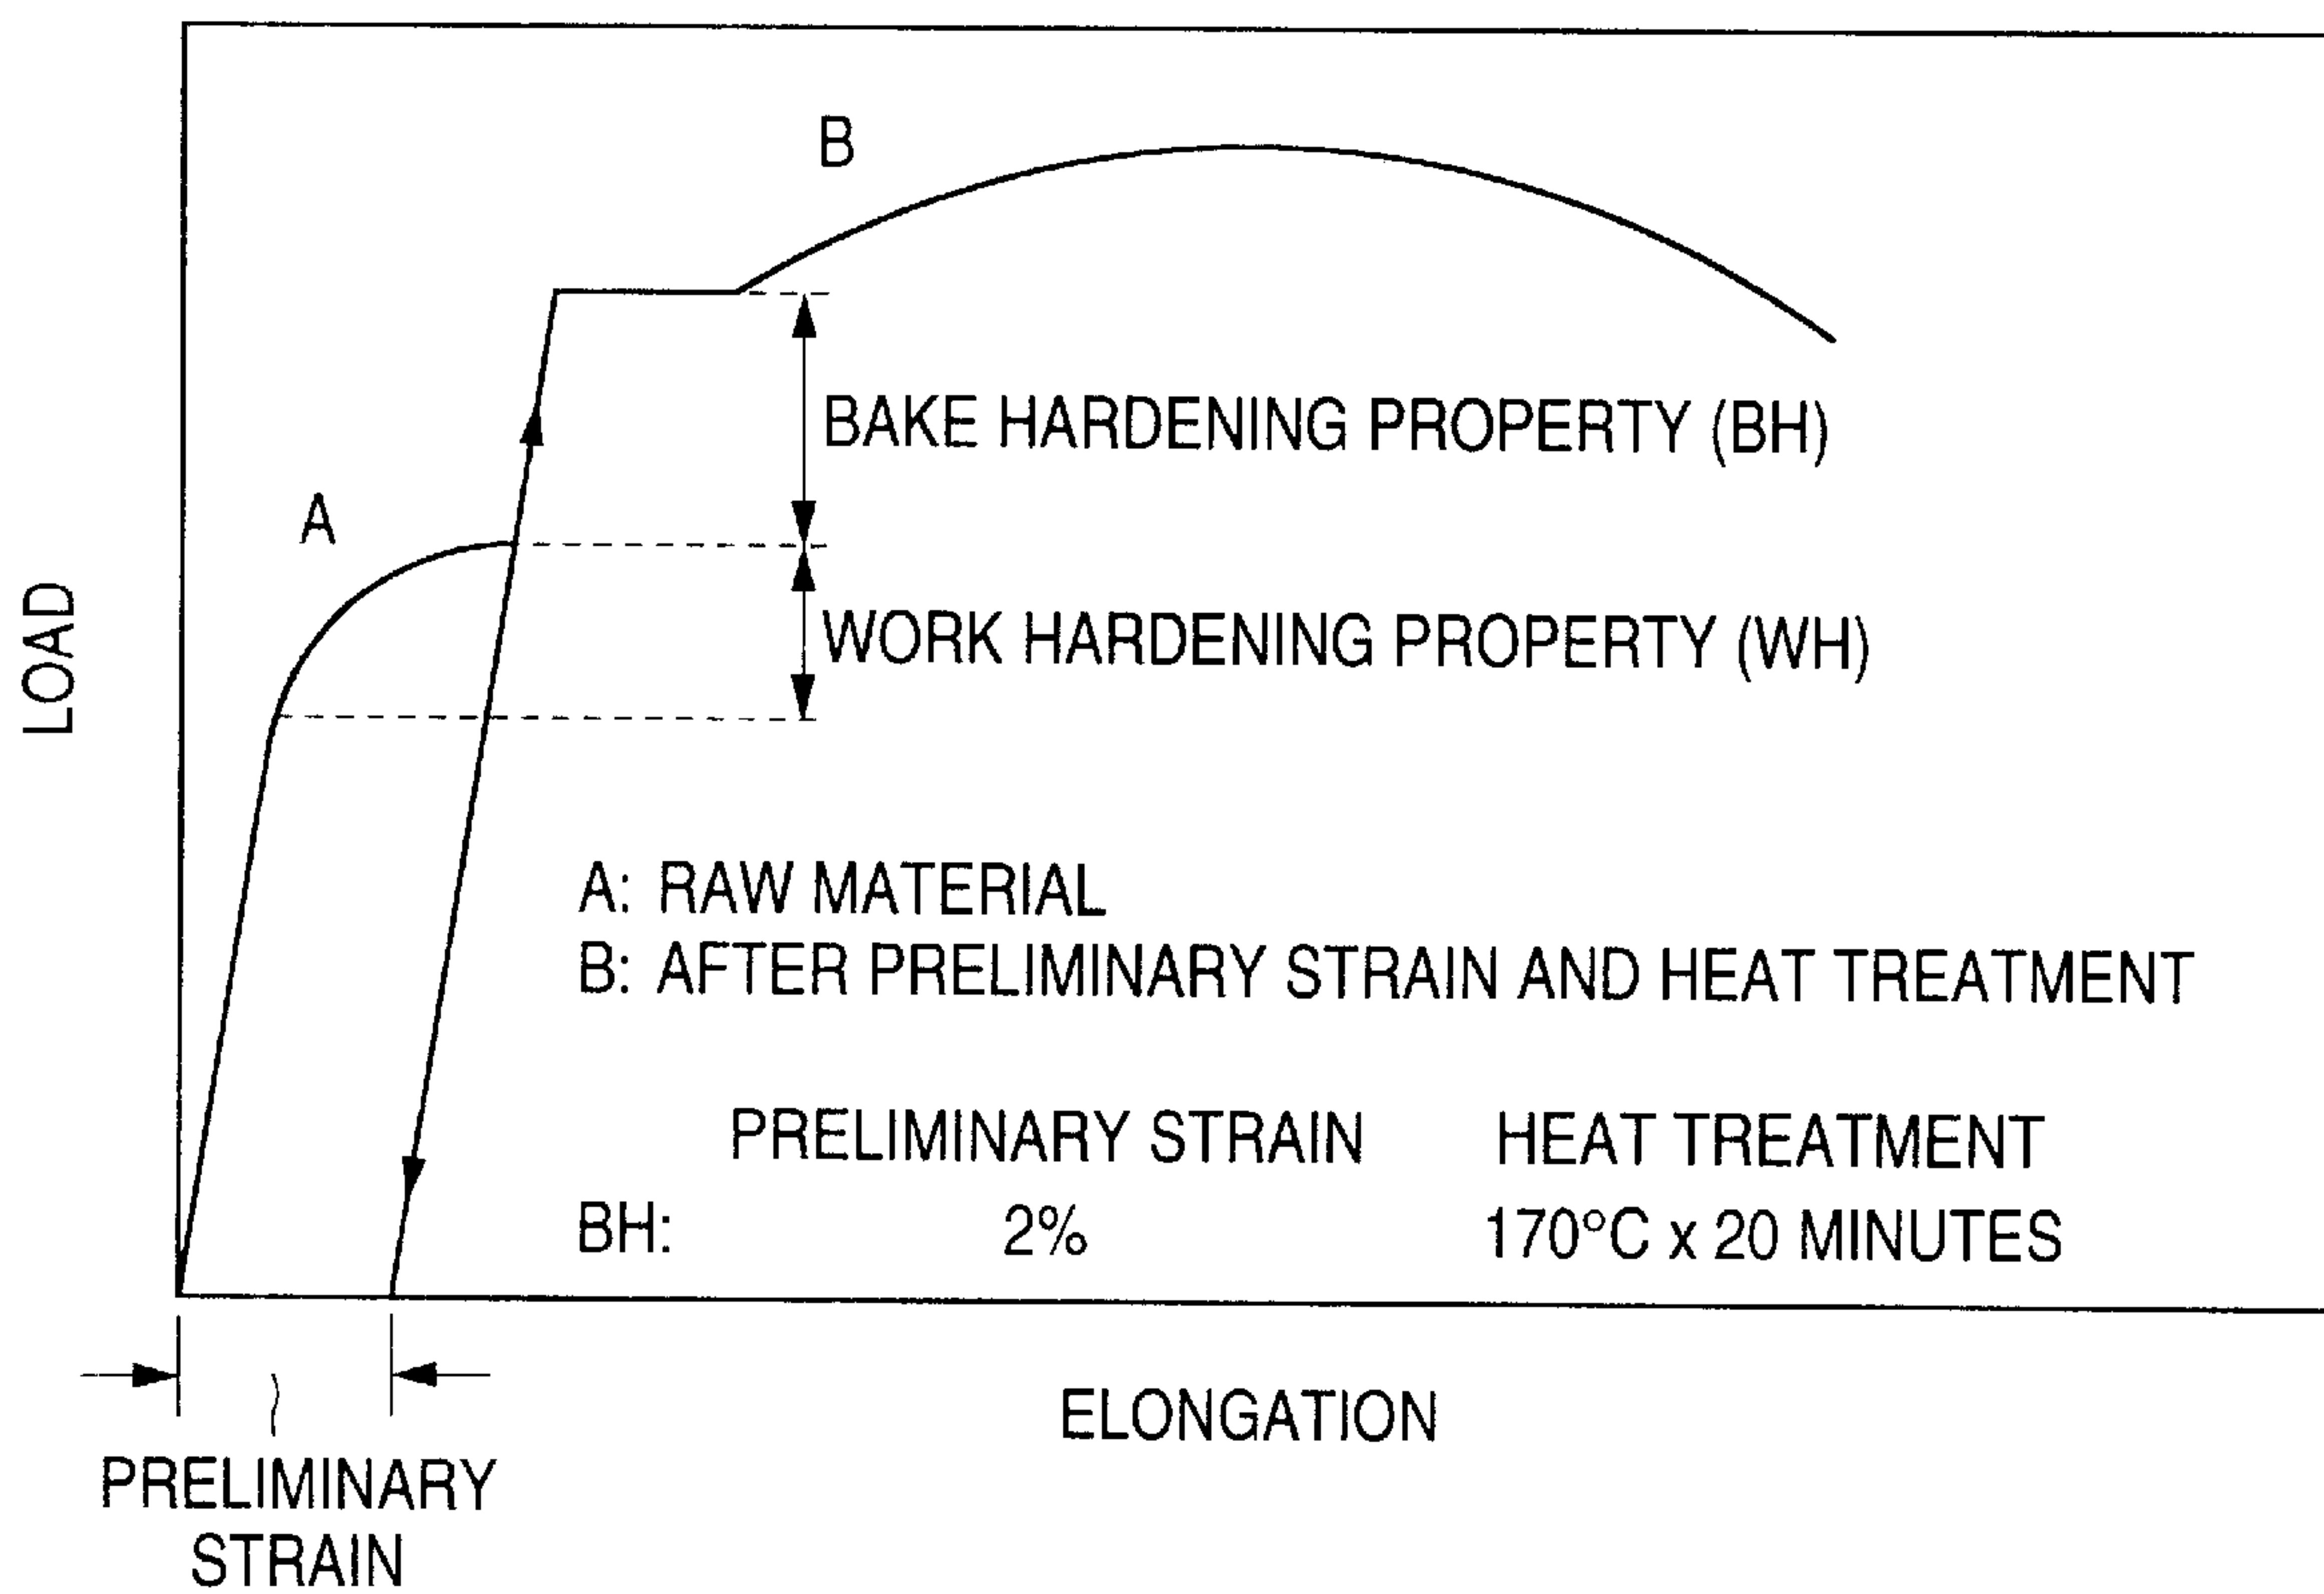 B
BAKE HARDENING PROPERTY (BH)
A
WORK HARDENING PROPERTY (WH)
LOAD
A: RAW MATERIAL
B: AFTER PRELIMINARY STRAIN AND HEAT TREATMENT
PRELIMINARY STRAIN HEAT TREATMENT
BH: 2% 170°C x 20 MINUTES
ELONGATION
PRELIMINARY
STRAIN